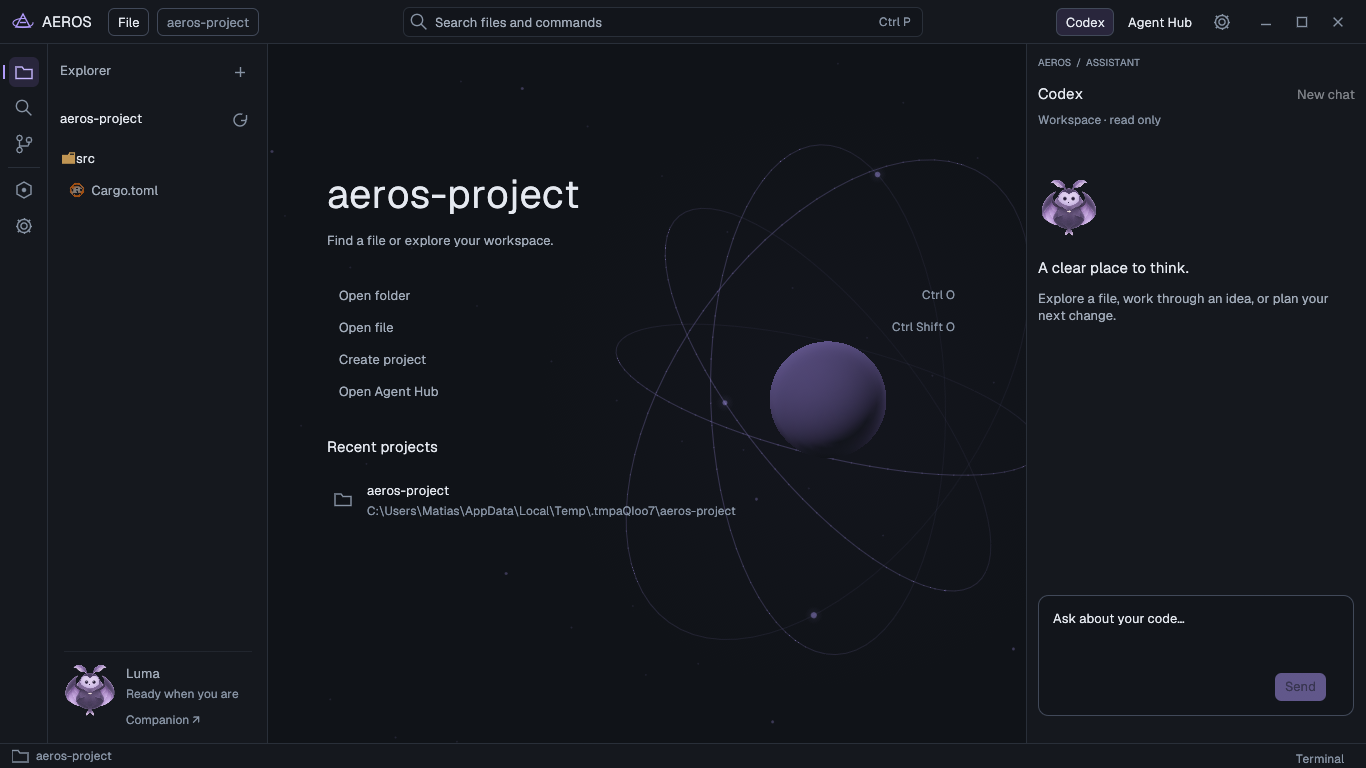 AEROS
File
aeros-project
Search files and commands
Ctrl P
Codex
Agent Hub
Explorer
aeros-project
src
Cargo.toml
Luma
Ready when you are
Companion ↗
aeros-project
Find a file or explore your workspace.
Open folder
Ctrl O
Open file
Ctrl Shift O
Create project
Open Agent Hub
Recent projects
aeros-project
C:\Users\Matias\AppData\Local\Temp\.tmpaQIoo7\aeros-project
AEROS / ASSISTANT
Codex
New chat
Workspace · read only
A clear place to think.
Explore a file, work through an idea, or plan your
next change.
Ask about your code…
Send
aeros-project
Terminal